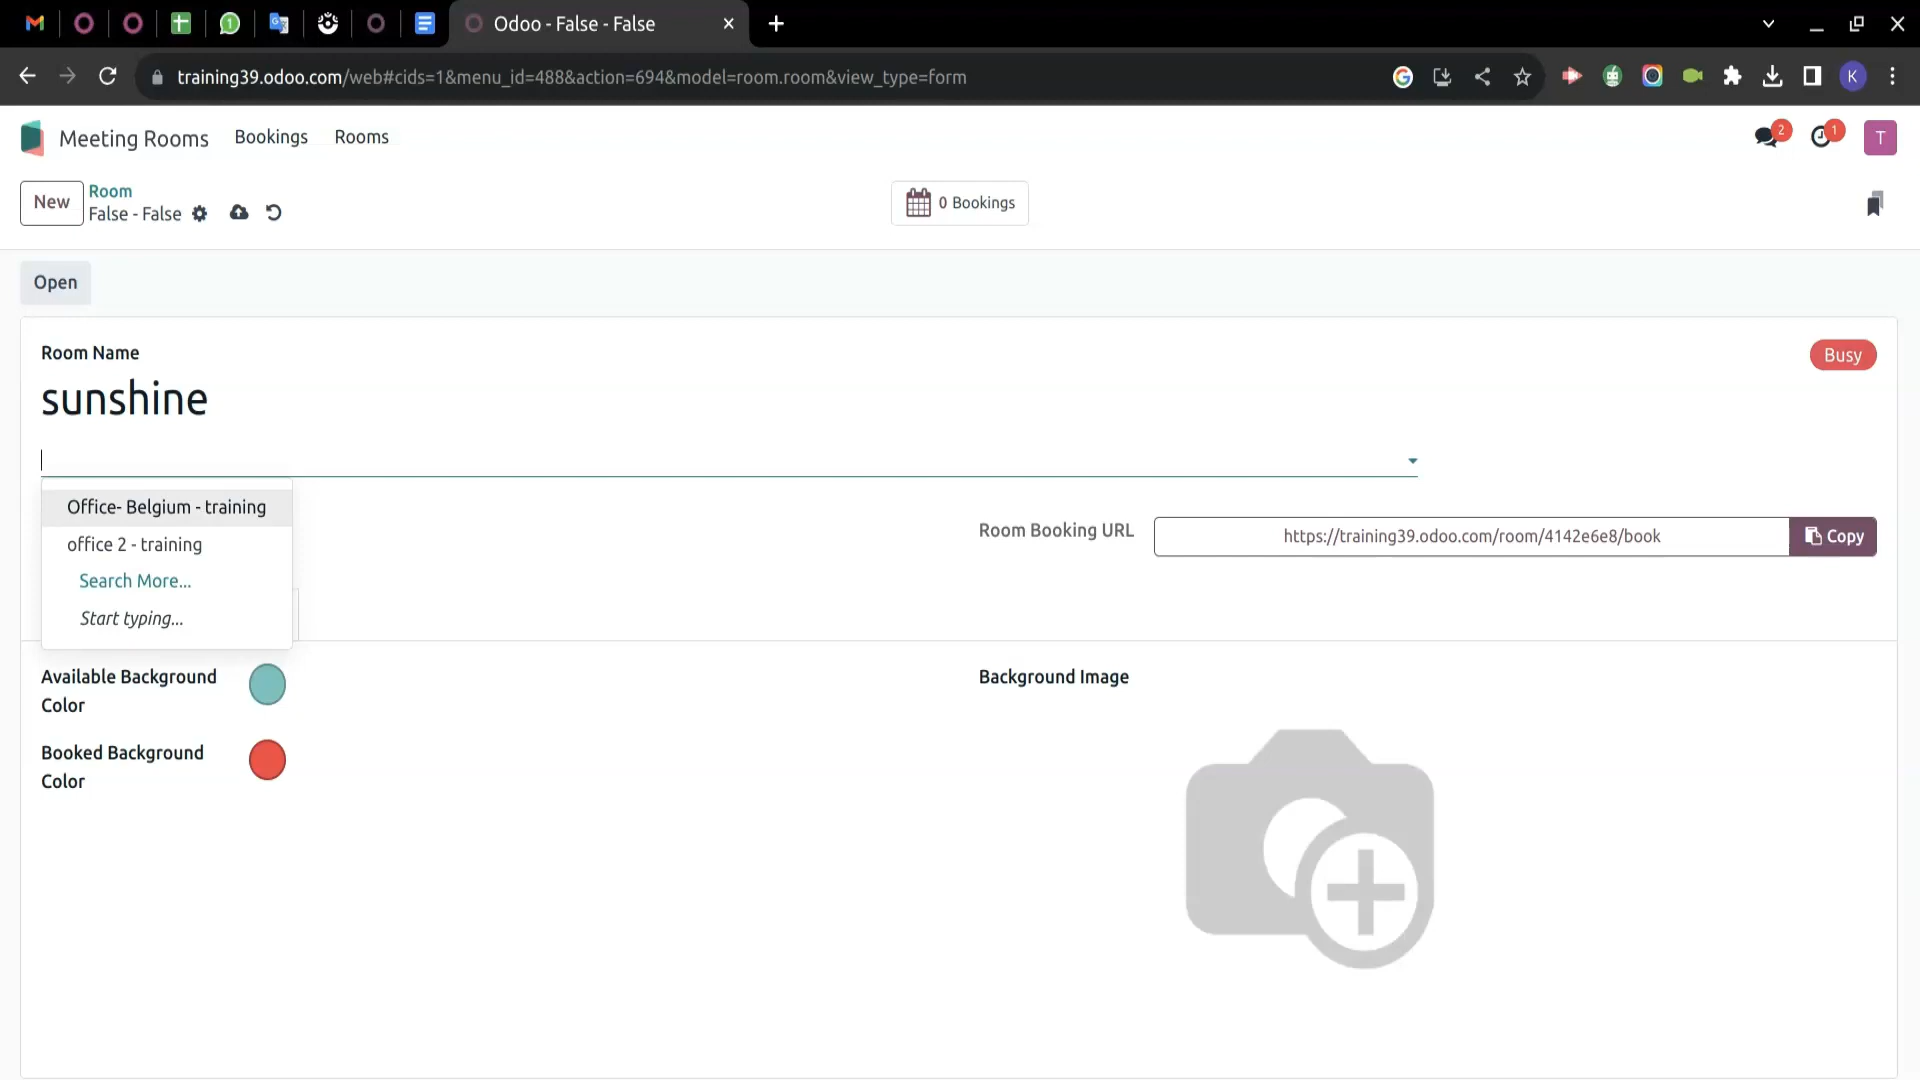 Odoo - False - False
training39.odoo.com/web#cids=1&menu_id=488&action=694&model=room.room&view_type=form
K
Meeting Rooms Bookings Rooms
2 1 T
New
Room
False - False
0 Bookings
Open
Room Name
Busy
sunshine
Office- Belgium - training
office 2 - training
Search More...
Start typing...
Room Booking URL
https://training39.odoo.com/room/4142e6e8/book
Copy
Available Background
Color
Background Image
Booked Background
Color